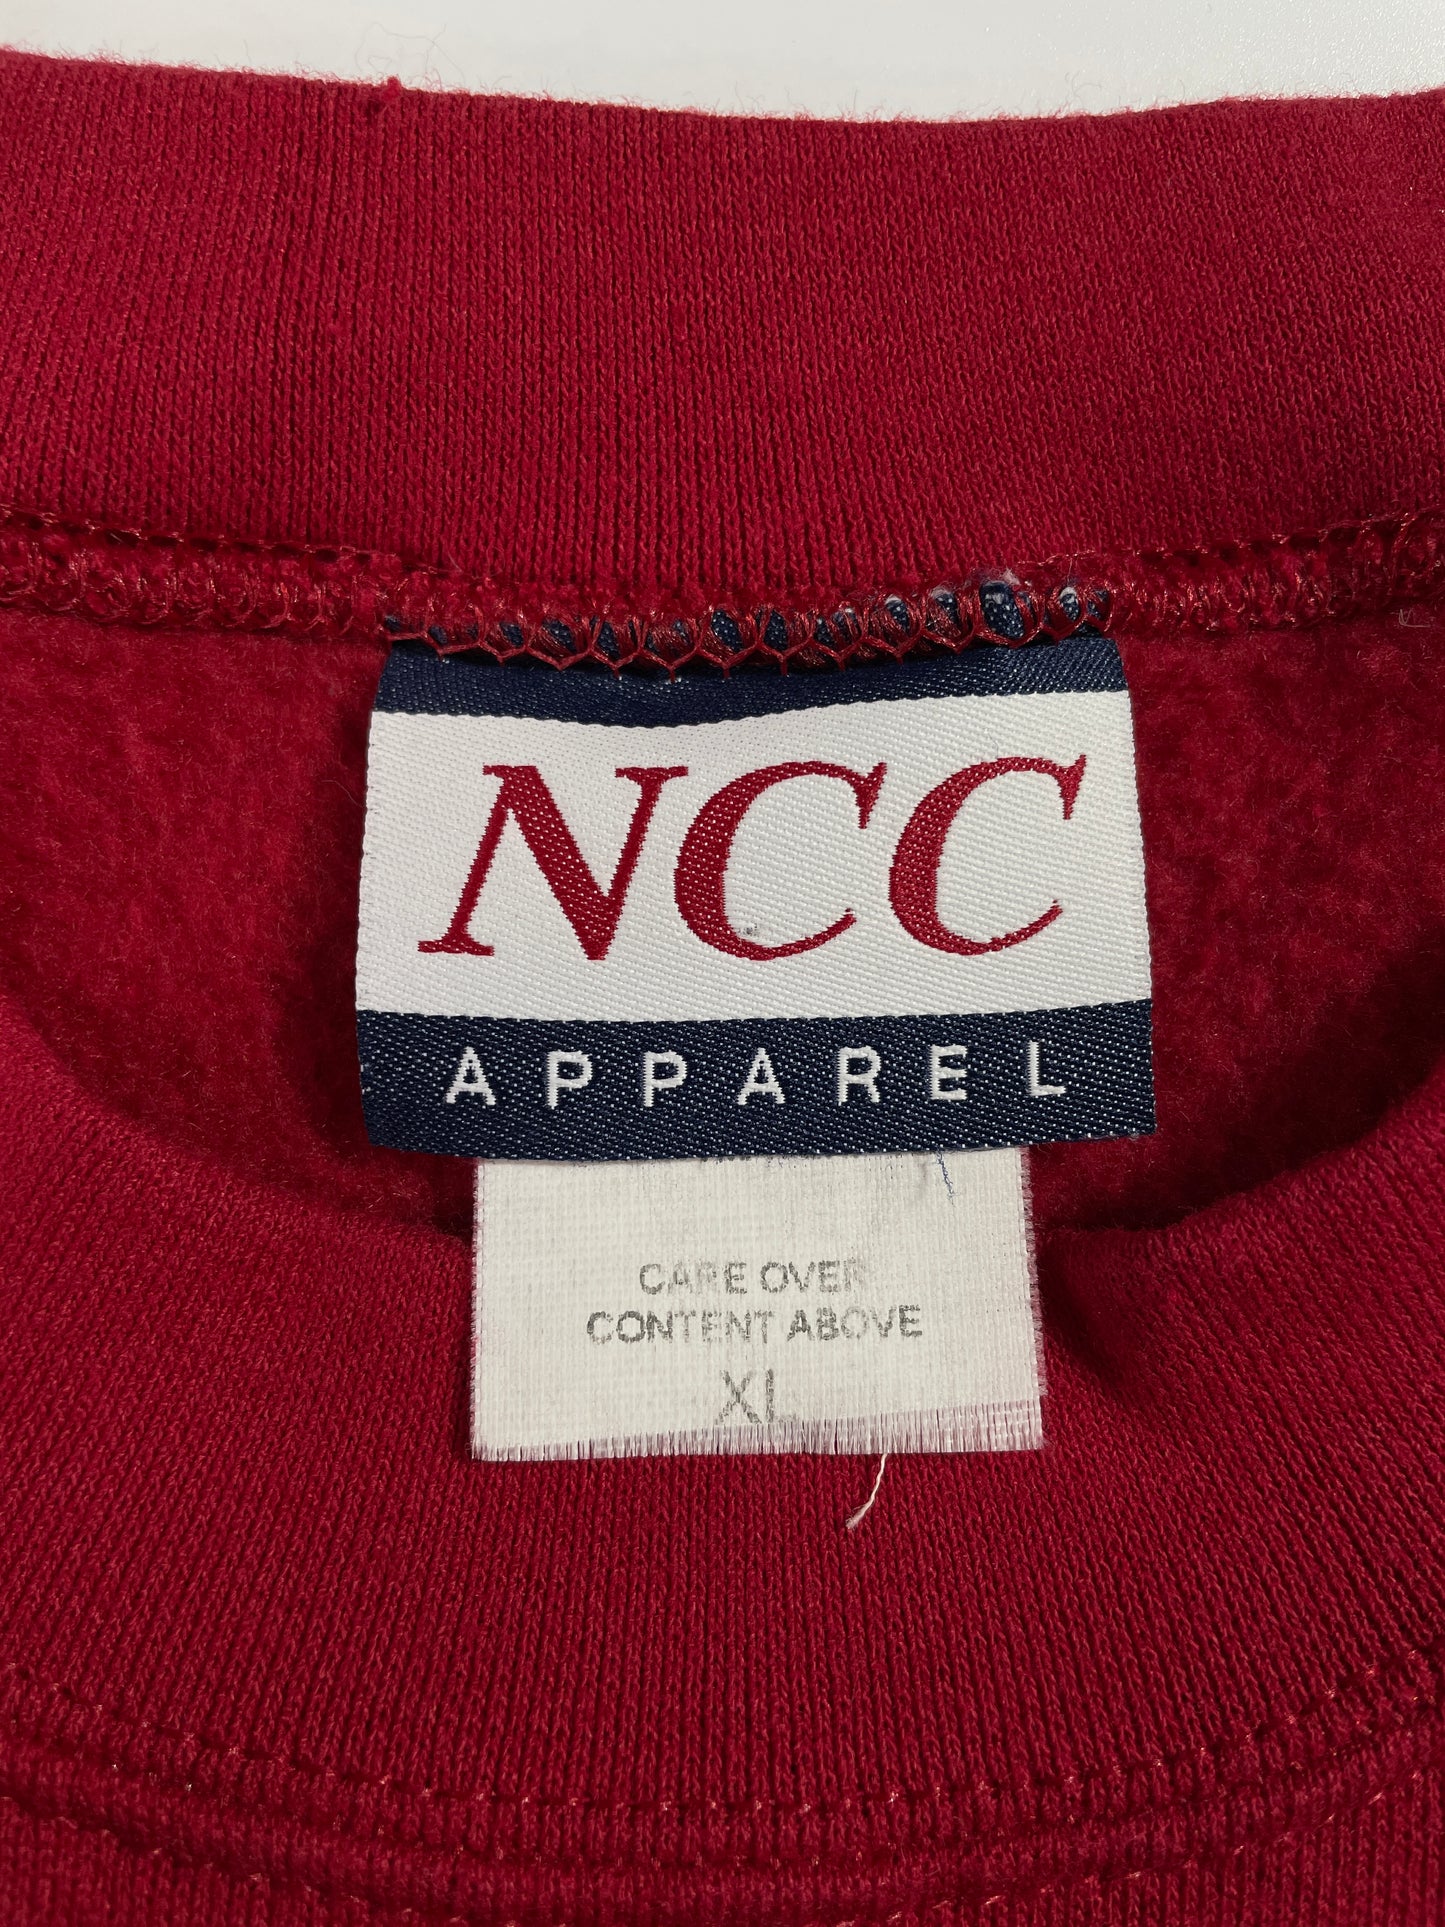 NCC
APPAREL
CARE OVER
CONTENT ABOVE
XL